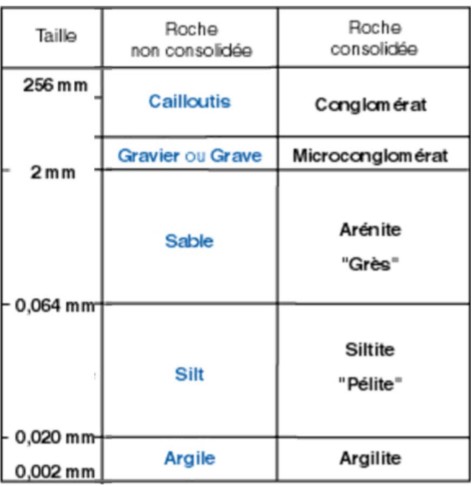 Taille
Roche
non consolidée
Roche
consolidée
256 mm
Cailloutis
Conglomérat
Gravier ou Grave
Microconglomérat
2 mm
Sable
Arénite
"Grès"
0,064 mm
Silt
Siltite
"Pélite"
0,020 mm
Argile
Argilite
0,002 mm